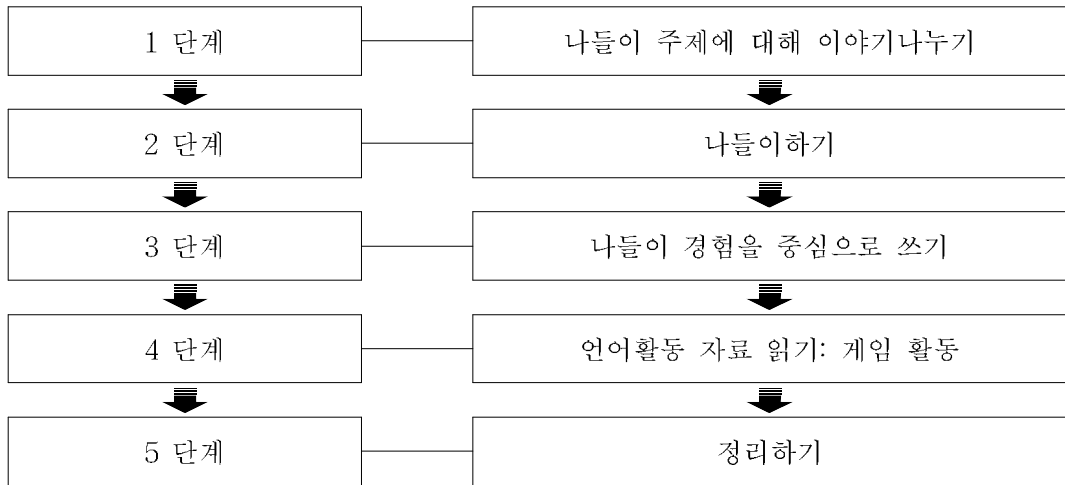 1 단계
나들이 주제에 대해 이야기나누기
2 단계
나들이하기
3 단계
나들이 경험을 중심으로 쓰기
4 단계
언어활동 자료 읽기: 게임 활동
5 단계
정리하기